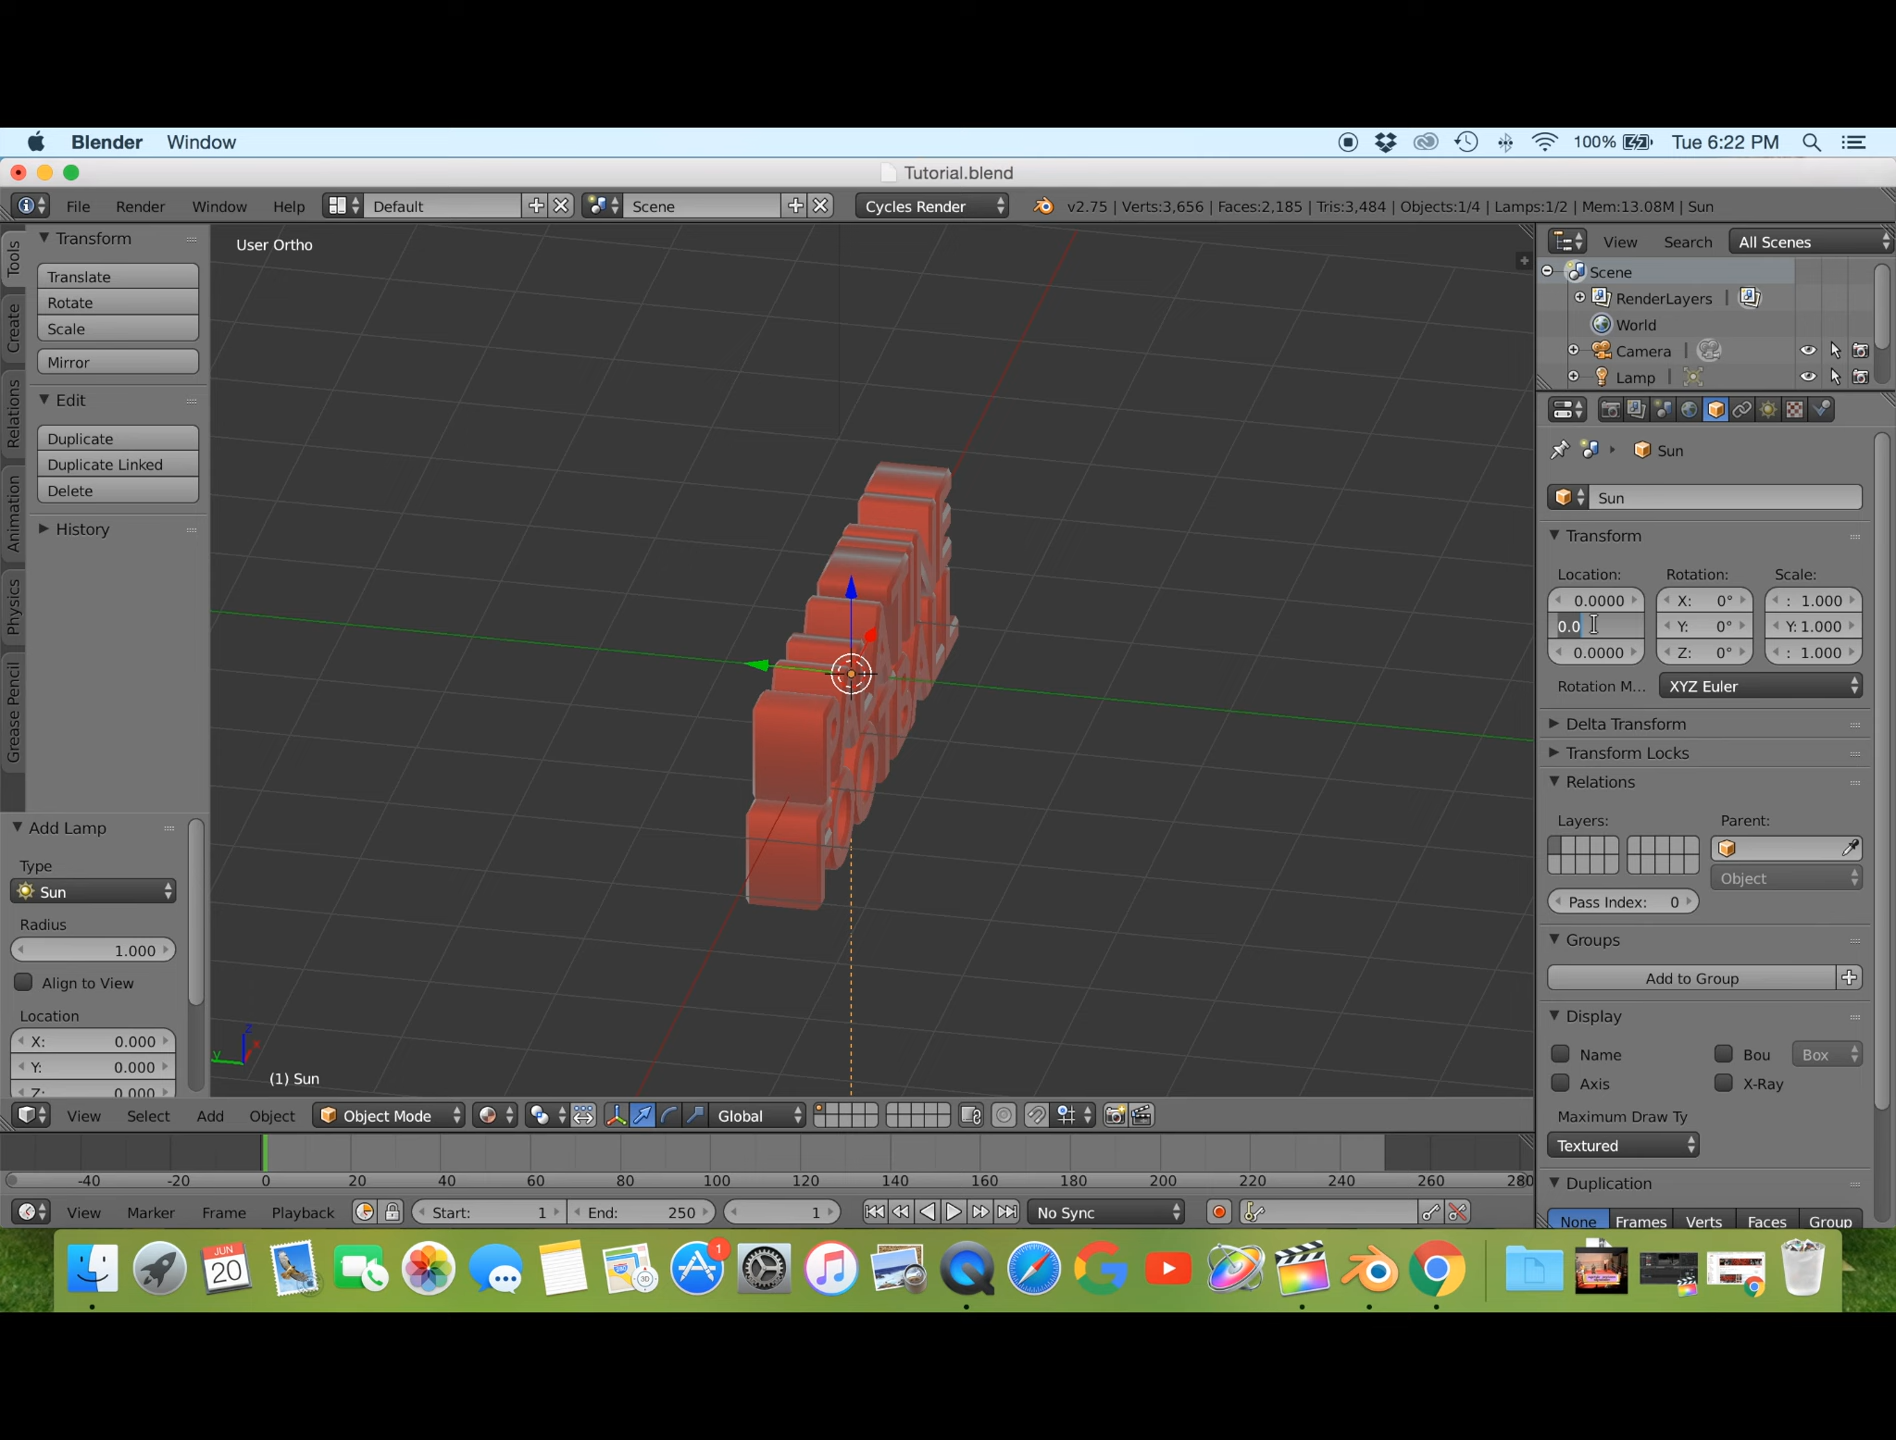 Blender Window 100% Tue 6:22 PM
Tutorial.blend
File Render Window Help Default Scene Cycles Render v2.75 | Verts:3,656 | Faces:2,185 | Tris:3,484 | Objects:1/4 | Lamps:1/2 | Mem:13.08M | Sun
Tools
Create
Relations
Animation
Physics
Grease Pencil
Transform
Translate
Rotate
Scale
Mirror
Edit
Duplicate
Duplicate Linked
Delete
History
Add Lamp
Type
Sun
Radius
1.000
Align to View
Location
X: 0.000
Y: 0.000
Z: 0.000
User Ortho
z
x
y
(1) Sun
View Search All Scenes
Scene
RenderLayers |
World
Camera |
Lamp |
Sun
Sun
Transform
Location: Rotation: Scale:
0.0000 X: 0° : 1.000
0.0 Y: 0° Y: 1.000
0.0000 Z: 0° : 1.000
Rotation M... XYZ Euler
Delta Transform
Transform Locks
Relations
Layers: Parent:
Object
Pass Index: 0
Groups
Add to Group
Display
Name Bou Box
Axis X-Ray
Maximum Draw Ty
Textured
Duplication
None Frames Verts Faces Group
View Select Add Object Object Mode Global
-40 -20 0 20 40 60 80 100 120 140 160 180 200 220 240 260 280
View Marker Frame Playback Start: 1 End: 250 1 No Sync
JUN
20
3D
1